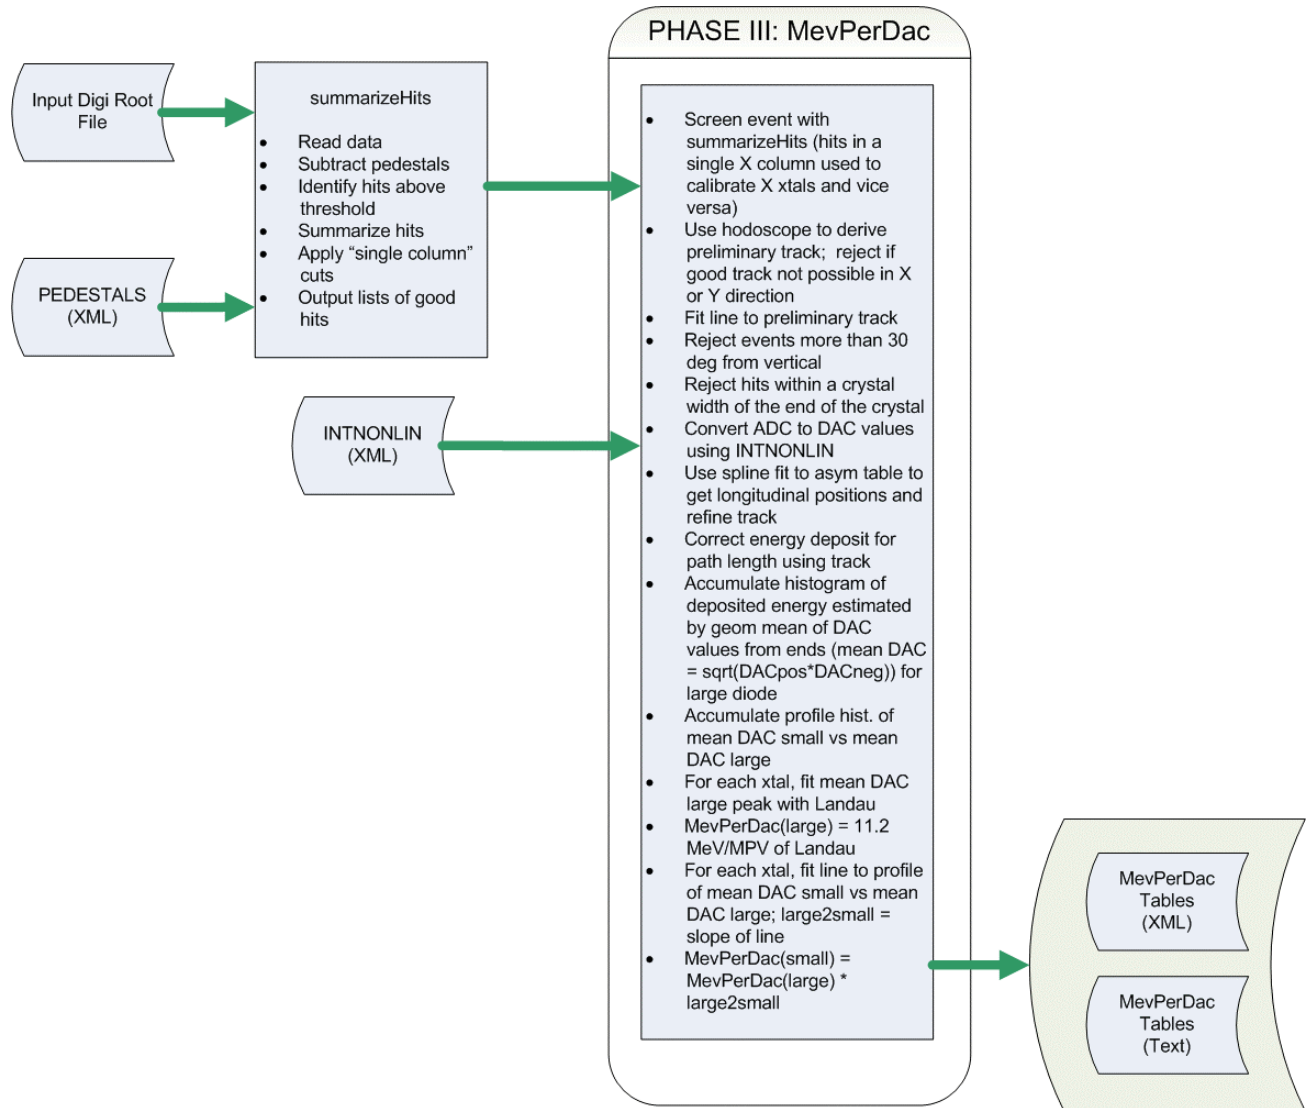 PHASE III: MevPerDac
Input Digi Root
File
PEDESTALS
(XML)
summarizeHits
• Read data
• Subtract pedestals
• Identify hits above
threshold
• Summarize hits
• Apply “single column”
cuts
• Output lists of good
hits
INTNONLIN
(XML)
• Screen event with
summarizeHits (hits in a
single X column used to
calibrate X xtals and vice
versa)
• Use hodoscope to derive
preliminary track;  reject if
good track not possible in X
or Y direction
• Fit line to preliminary track
• Reject events more than 30
deg from vertical
• Reject hits within a crystal
width of the end of the crystal
• Convert ADC to DAC values
using INTNONLIN
• Use spline fit to asym table to
get longitudinal positions and
refine track
• Correct energy deposit for
path length using track
• Accumulate histogram of
deposited energy estimated
by geom mean of DAC
values from ends (mean DAC
= sqrt(DACpos*DACneg)) for
large diode
• Accumulate profile hist. of
mean DAC small vs mean
DAC large
• For each xtal, fit mean DAC
large peak with Landau
• MevPerDac(large) = 11.2
MeV/MPV of Landau
• For each xtal, fit line to profile
of mean DAC small vs mean
DAC large; large2small =
slope of line
• MevPerDac(small) =
MevPerDac(large) *
large2small
MevPerDac
Tables
(XML)
MevPerDac
Tables
(Text)